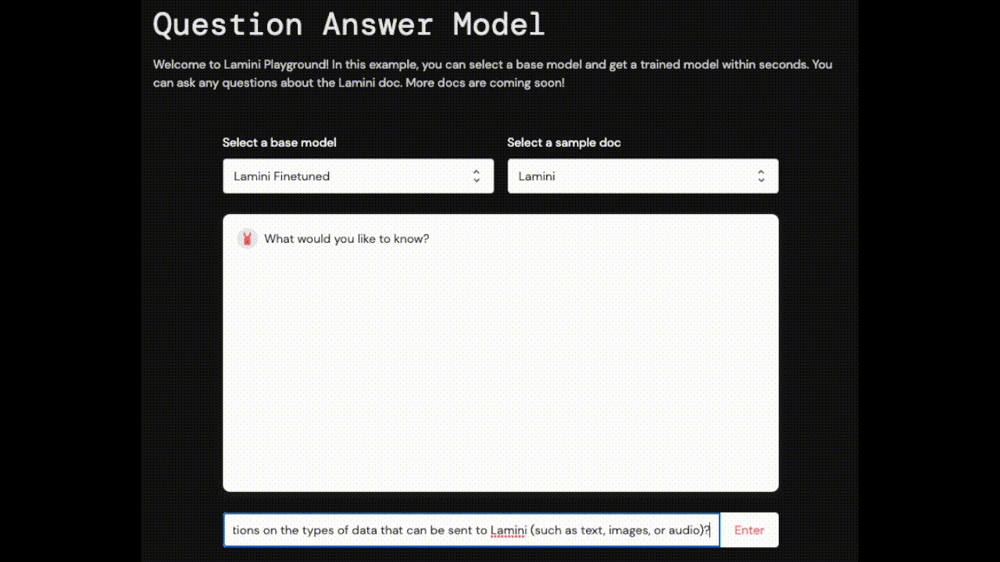 Question Answer Model
Welcome to Lamini Playground! In this example, you can select a base model and get a trained model within seconds. You
can ask any questions about the Lamini doc. More docs are coming soon!
Select a base model
Select a sample doc
Lamini Finetuned
Lamini
What would you like to know?
tions on the types of data that can be sent to Lamini (such as text, images, or audio)?
Enter